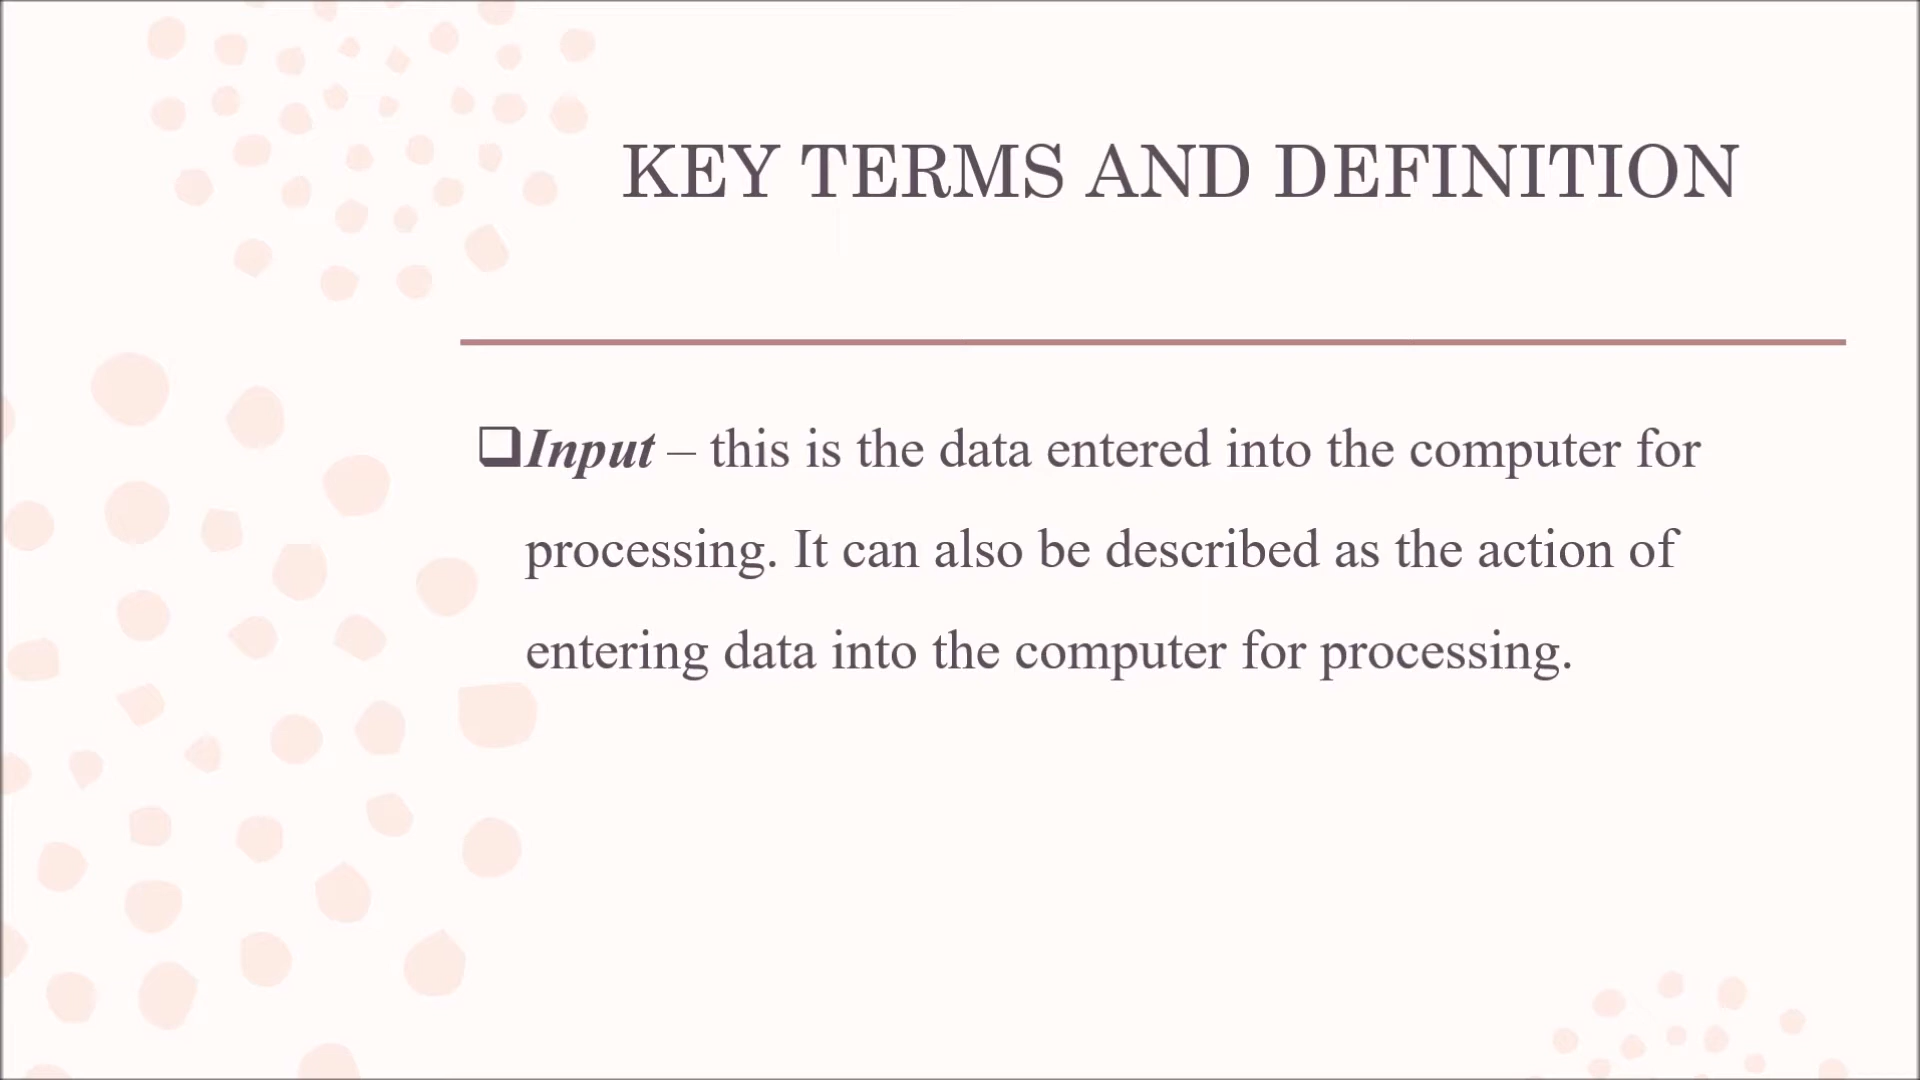 KEY TERMS AND DEFINITION
❑Input – this is the data entered into the computer for
processing. It can also be described as the action of
entering data into the computer for processing.